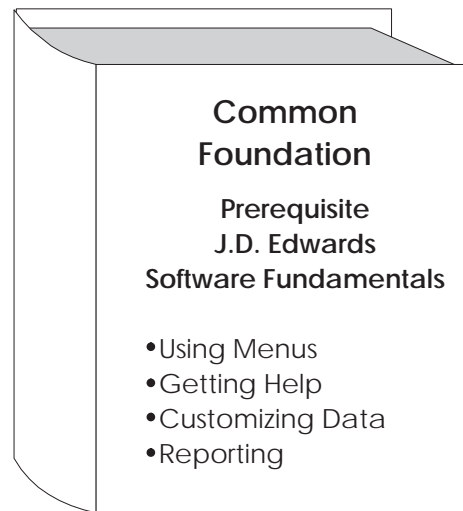 Common
Foundation
Prerequisite
J.D. Edwards
Software Fundamentals
•Using Menus
•Getting Help
•Customizing Data
•Reporting